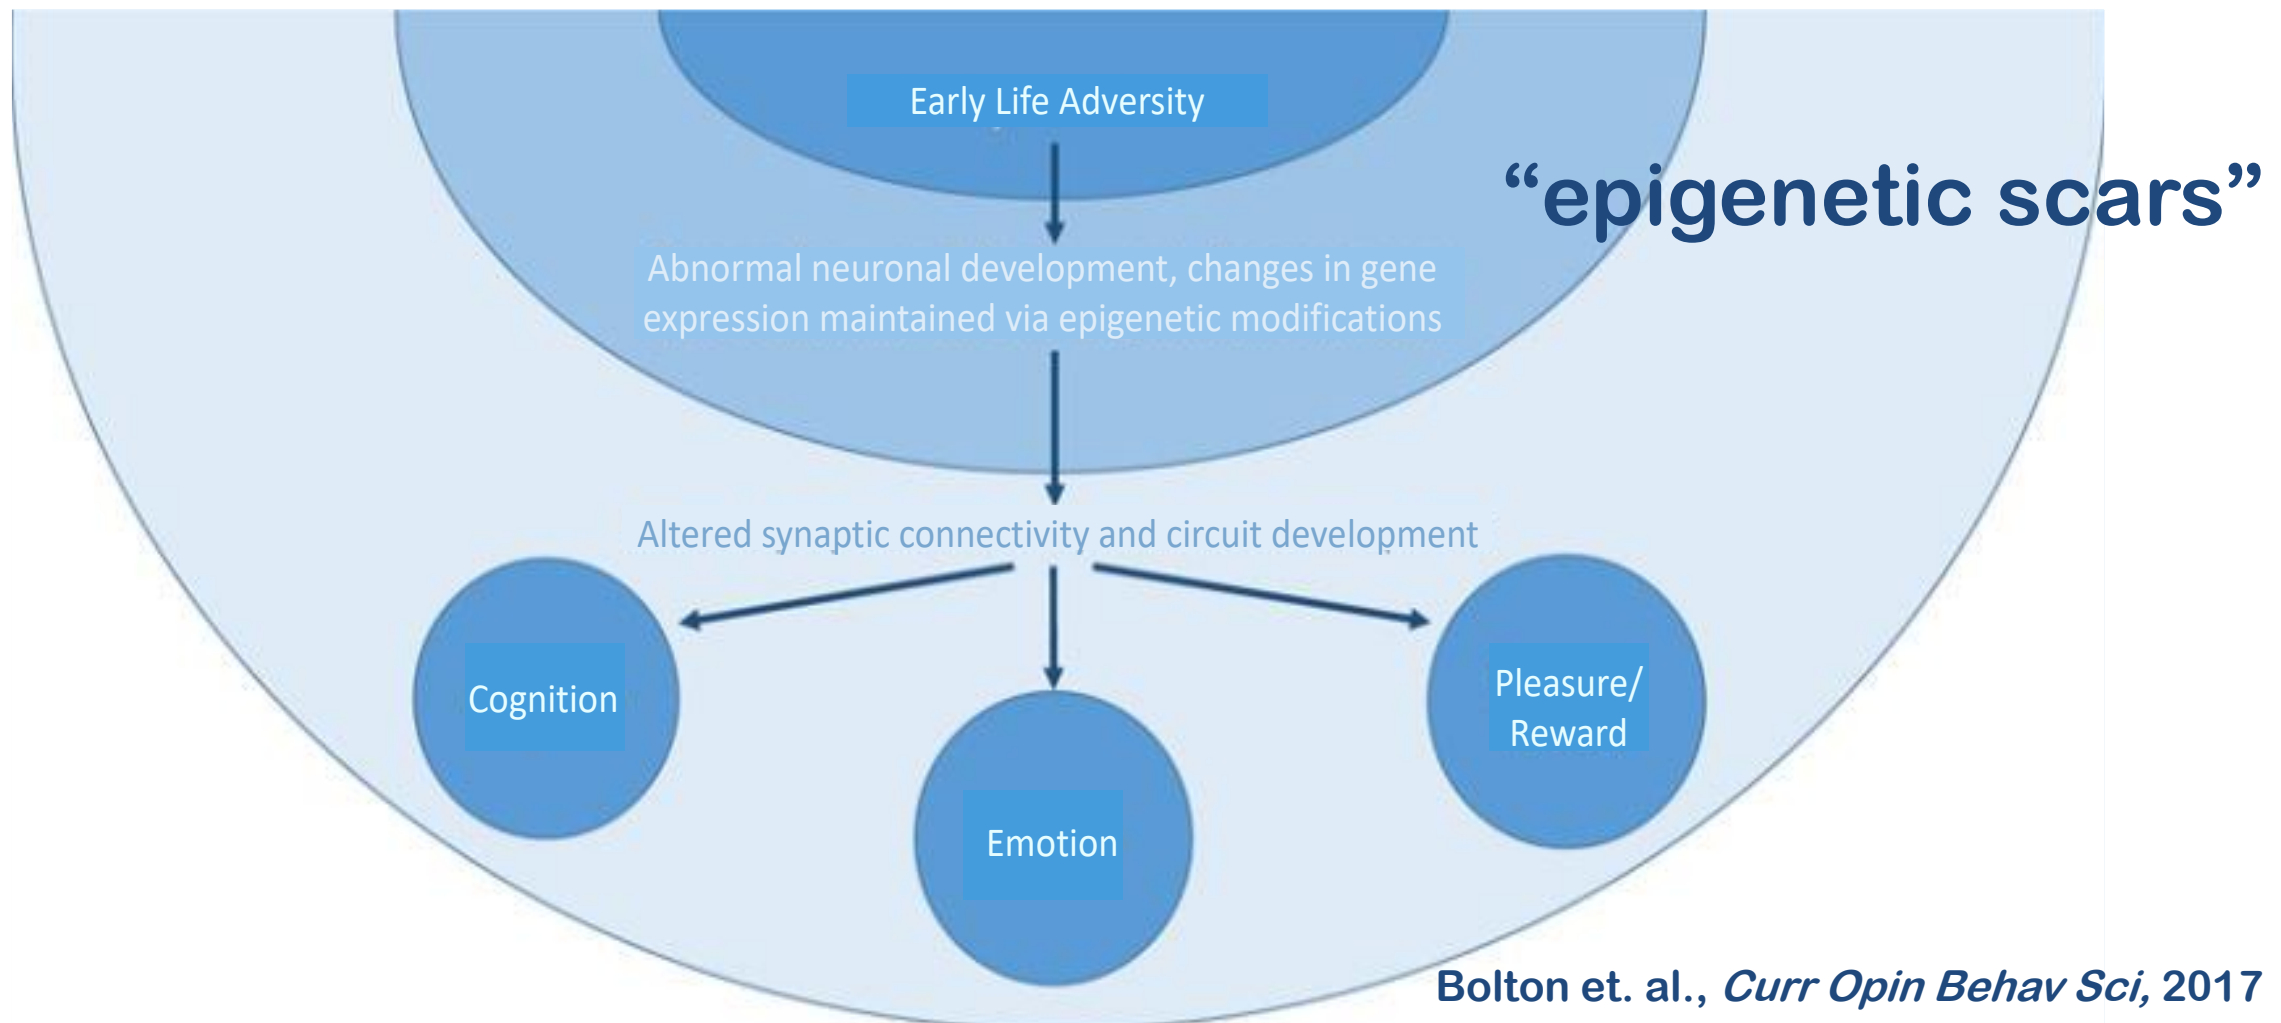 Early Life Adversity
“epigenetic scars”
Abnormal neuronal development, changes in gene
expression maintained via epigenetic modifications
Altered synaptic connectivity and circuit development
Cognition
Pleasure/
Reward
Emotion
Bolton et. al., Curr Opin Behav Sci, 2017